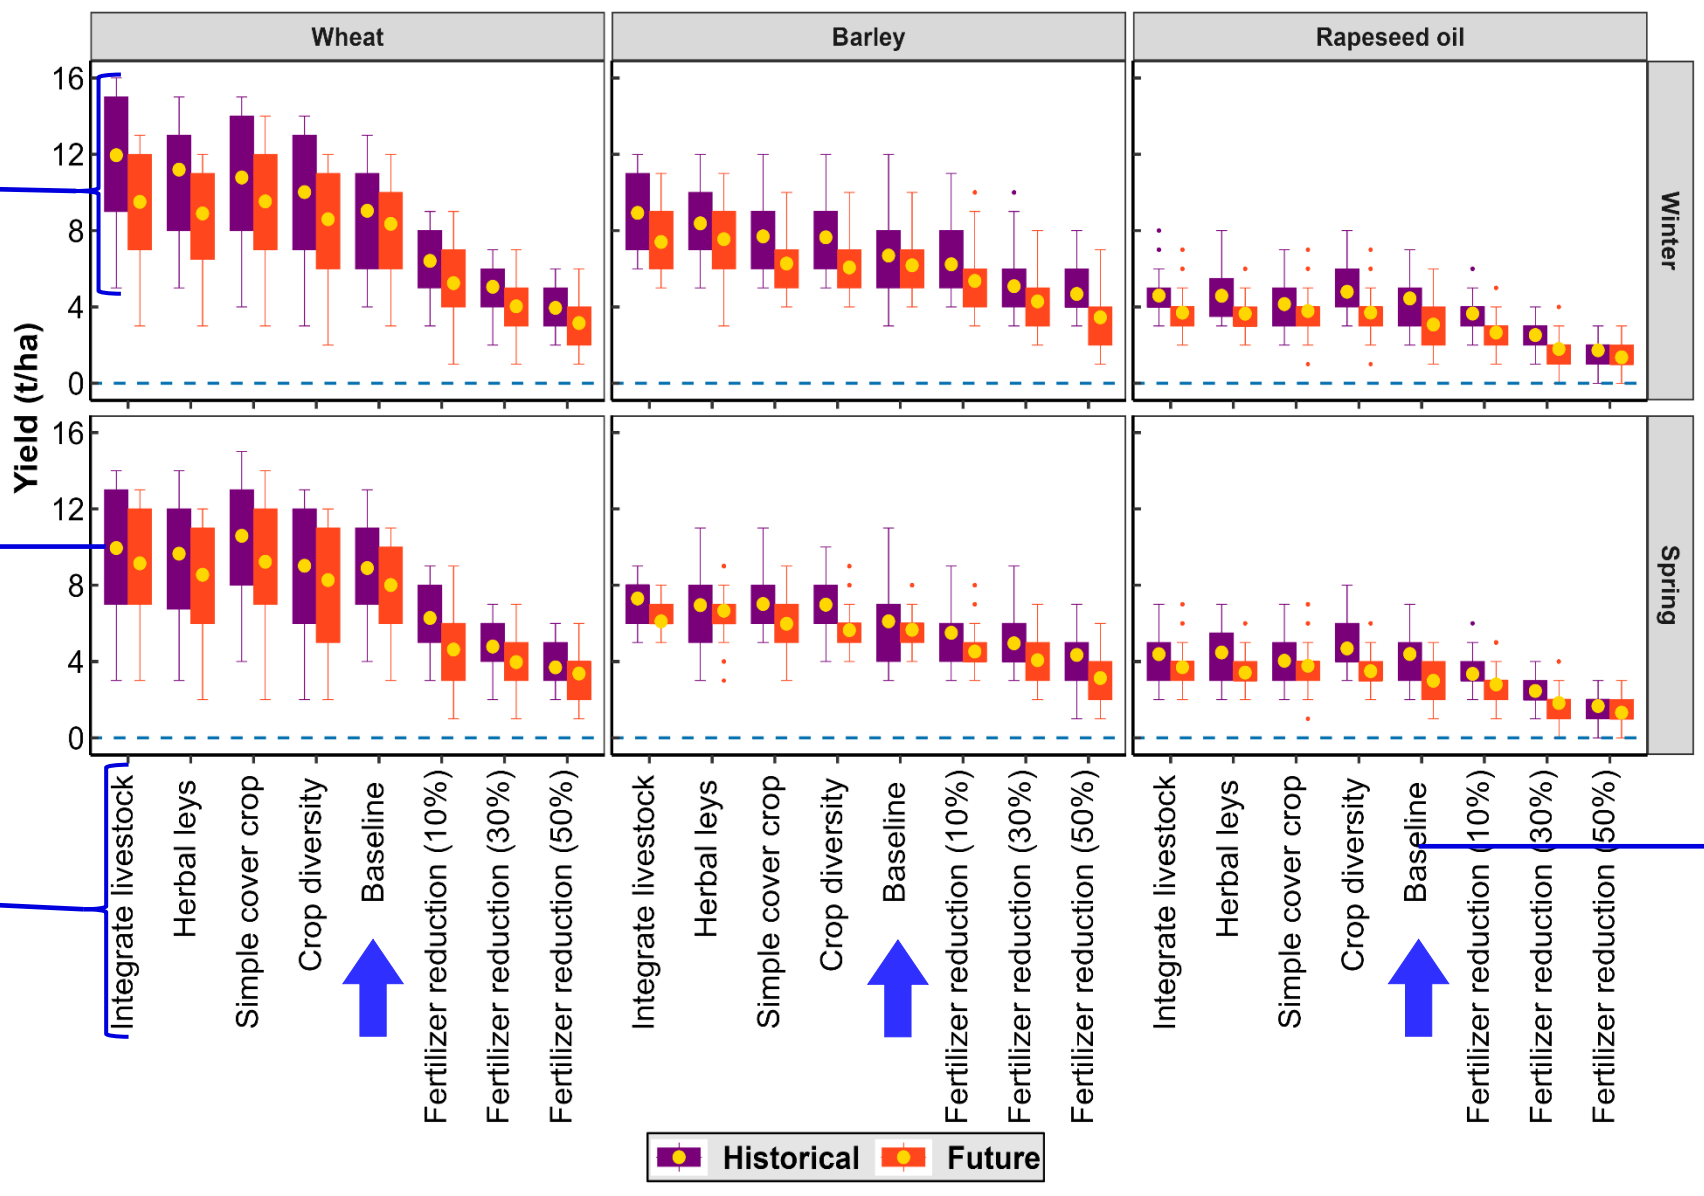 Wheat Barley Rapeseed oil
Yield (t/ha)
16
12
8
4
0
Winter
16
12
8
4
0
Spring
Integrate livestock
Herbal leys
Simple cover crop
Crop diversity
Baseline
Fertilizer reduction (10%)
Fertilizer reduction (30%)
Fertilizer reduction (50%)
Integrate livestock
Herbal leys
Simple cover crop
Crop diversity
Baseline
Fertilizer reduction (10%)
Fertilizer reduction (30%)
Fertilizer reduction (50%)
Integrate livestock
Herbal leys
Simple cover crop
Crop diversity
Baseline
Fertilizer reduction (10%)
Fertilizer reduction (30%)
Fertilizer reduction (50%)
Historical Future